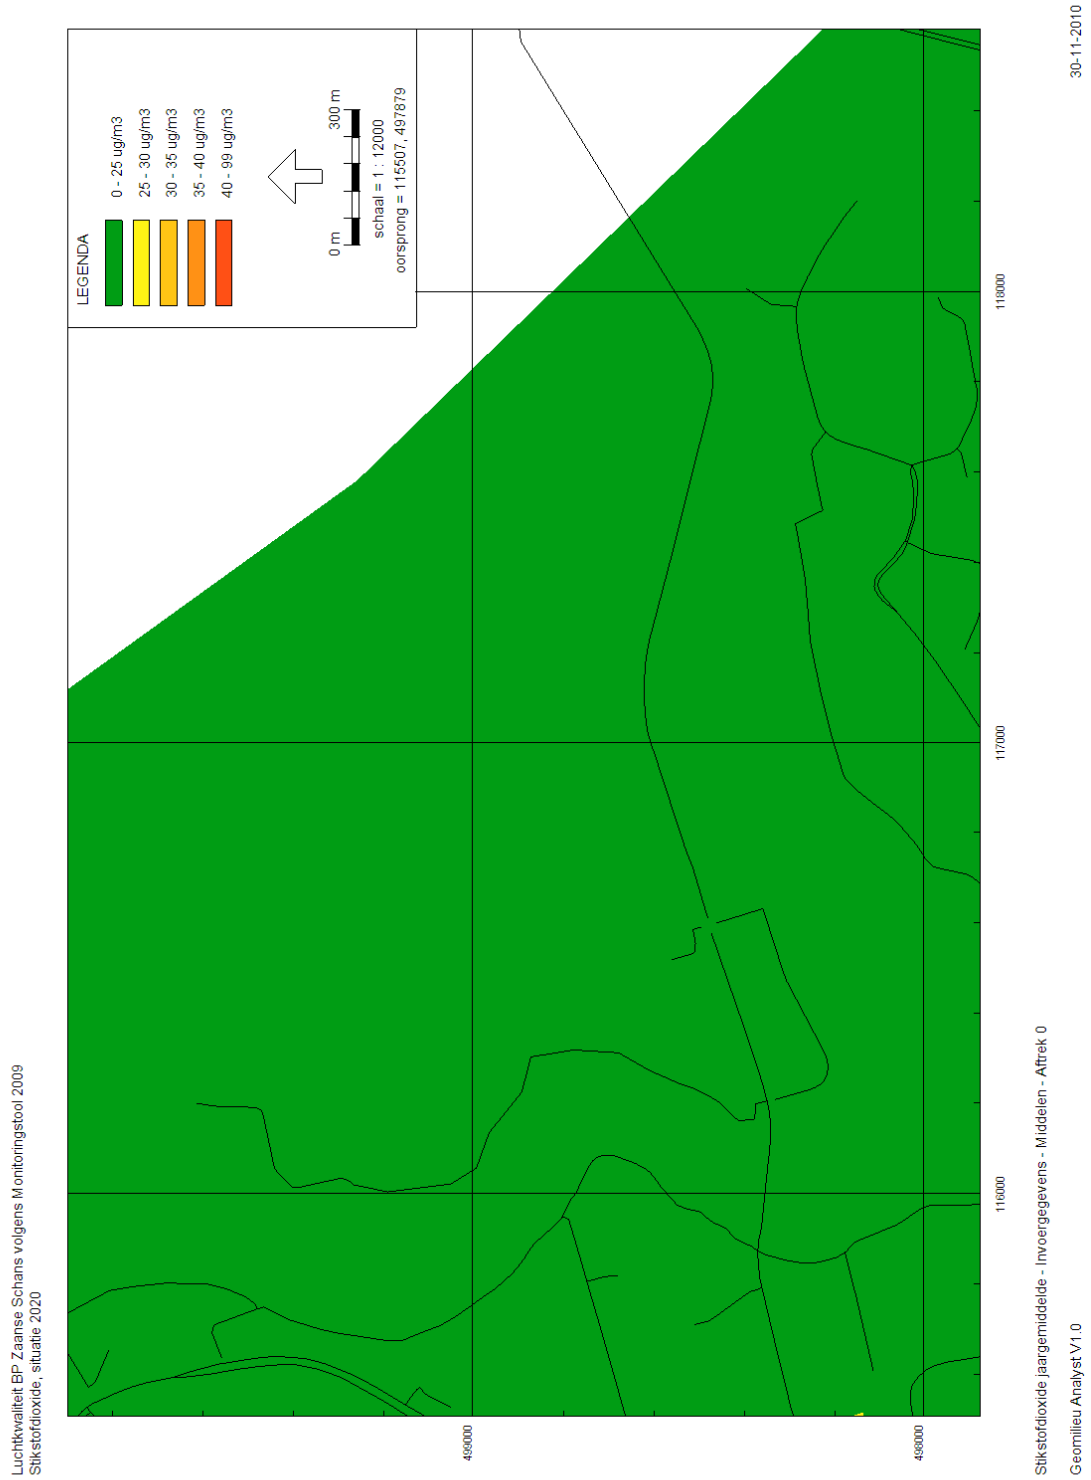 Luchtkwaliteit BP Zaanse Schans volgens Monitoringstool 2009
Stikstofdioxide, situatie 2020
LEGENDA
0 - 25 ug/m3
25 - 30 ug/m3
30 - 35 ug/m3
35 - 40 ug/m3
40 - 99 ug/m3
0 m 300 m
schaal = 1 : 12000
oorsprong = 115507, 497879
499000
498000
116000
117000
118000
Stikstofdioxide jaargemiddelde - Invoergegevens - Middelen - Aftrek 0
Geomilieu Analyst V1.0
30-11-2010